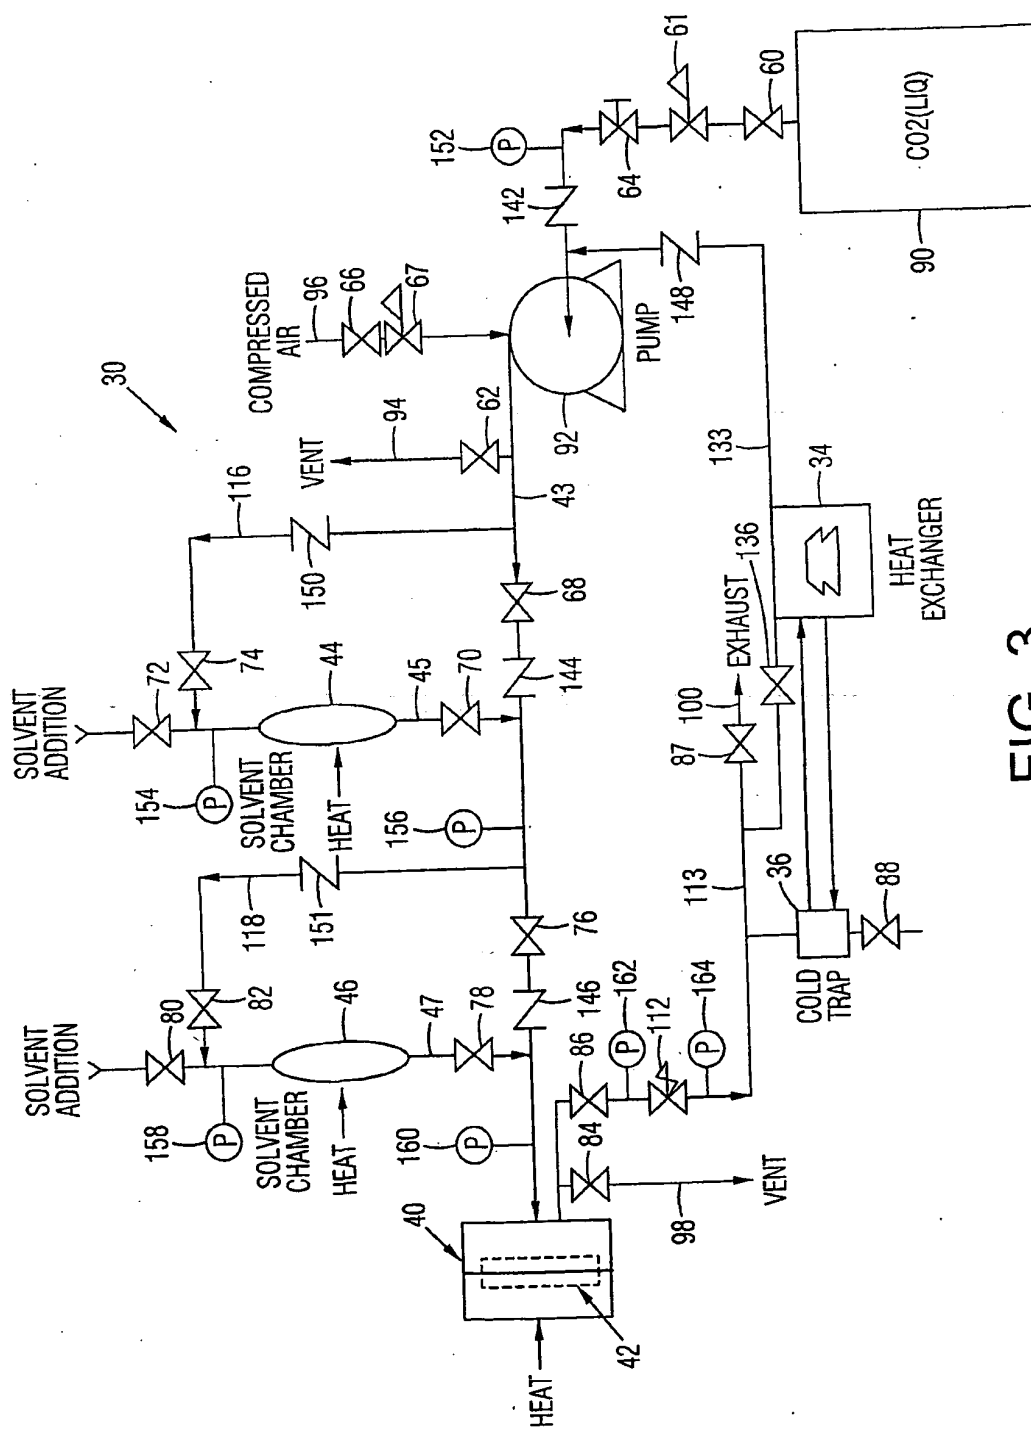 30
SOLVENT
ADDITION
80
82
158
P
SOLVENT
CHAMBER
46
HEAT
47
78
118
151
SOLVENT
ADDITION
72
74
154
P
SOLVENT
CHAMBER
44
HEAT
45
70
116
150
VENT
94
62
COMPRESSED
AIR
96
66
67
152
P
142
64
61
60
CO2(LIQ)
90
40
42
HEAT
160
P
146
76
156
P
144
68
43
92
PUMP
148
84
98
VENT
86
P
162
112
P
164
113
87
100
EXHAUST
136
133
COLD
TRAP
36
88
34
HEAT
EXCHANGER
FIG. 3